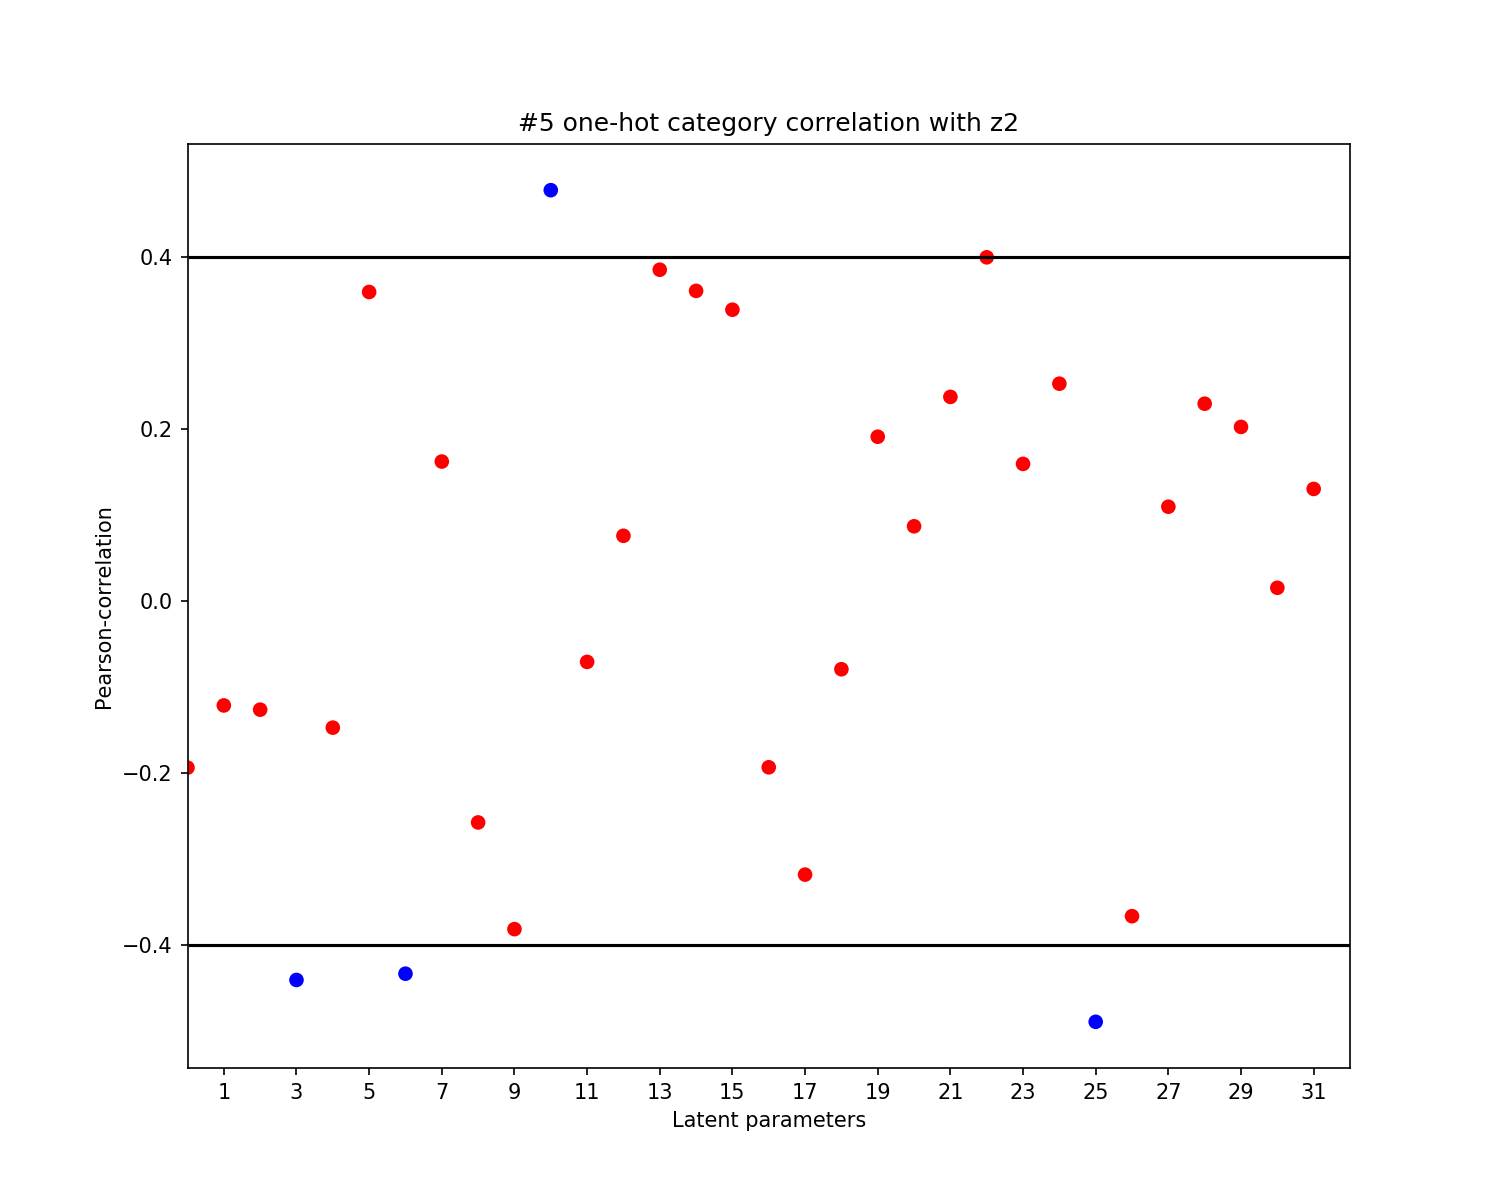 #5 one-hot category correlation with z2
0.4
0.2
0.0
−0.2
−0.4
Pearson-correlation
1 3 5 7 9 11 13 15 17 19 21 23 25 27 29 31
Latent parameters